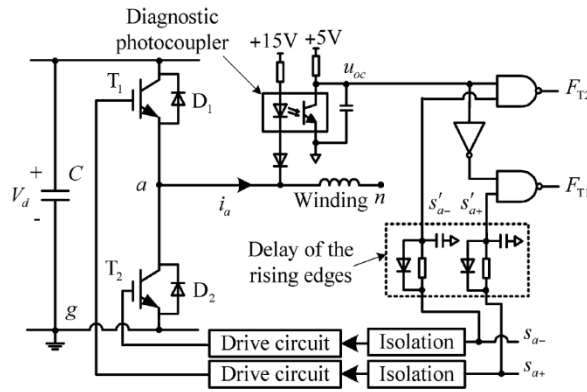 Diagnostic
photocoupler
+15V
+5V
u_oc
T_1
D_1
F_T2
+
V_d
-
C
a
i_a
Winding
n
s'_a-
s'_a+
F_T1
Delay of the
rising edges
T_2
D_2
g
Drive circuit
Isolation
s_a-
Drive circuit
Isolation
s_a+